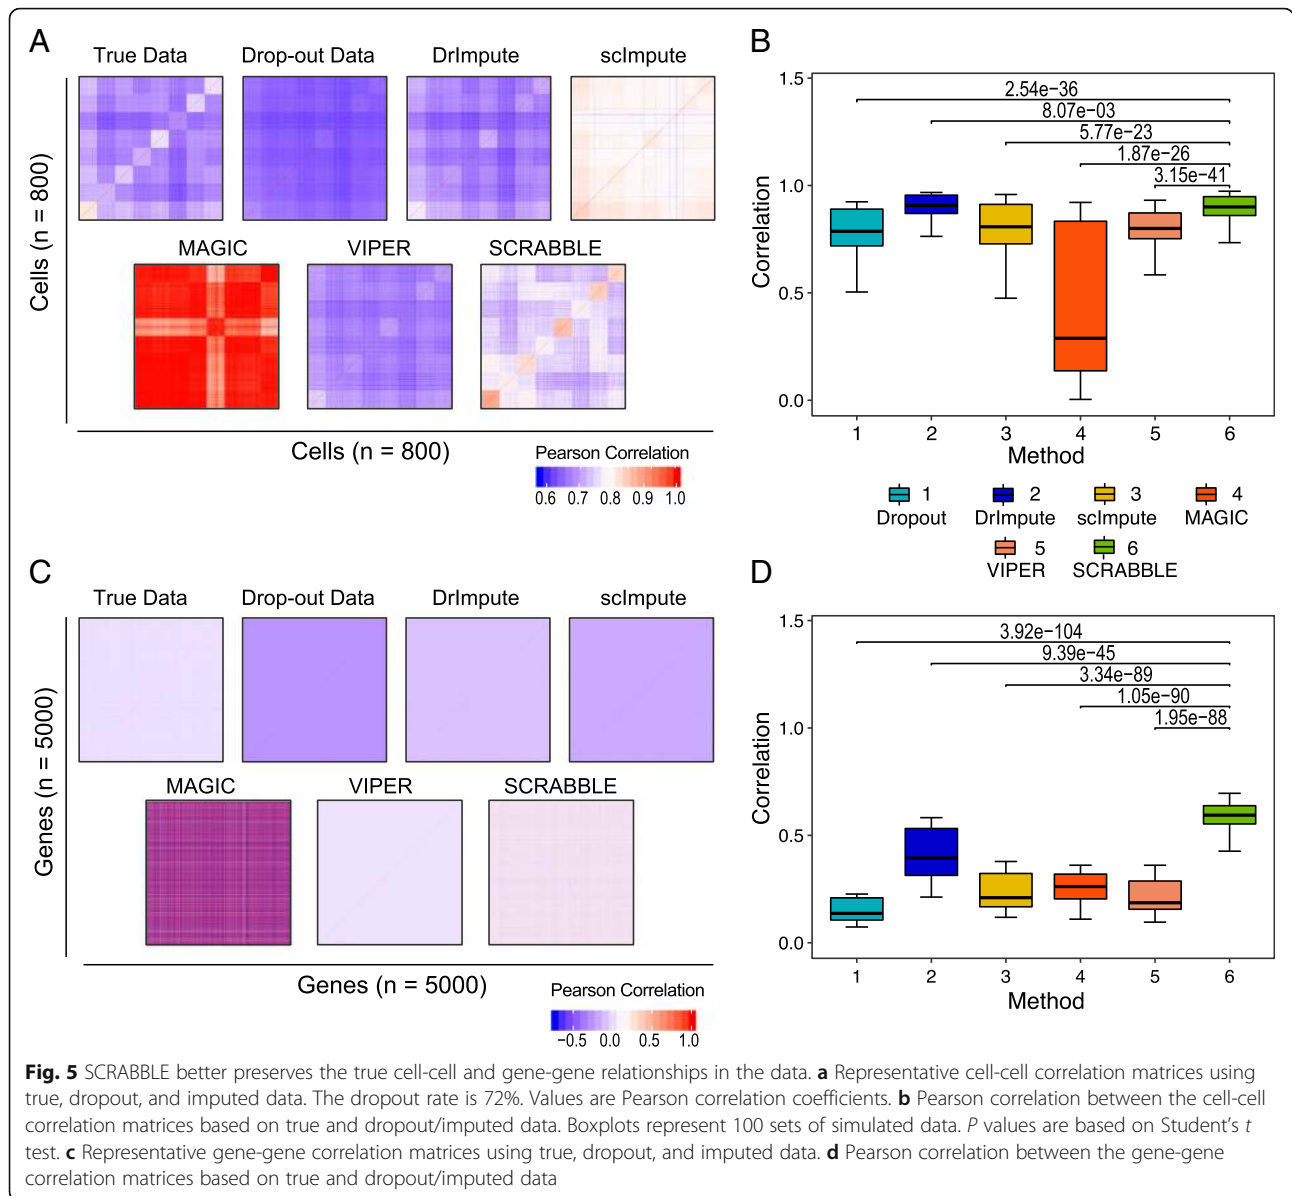 A
True Data
Drop-out Data
DrImpute
scImpute
Cells (n = 800)
MAGIC
VIPER
SCRABBLE
Cells (n = 800)
Pearson Correlation
0.6 0.7 0.8 0.9 1.0
B
1.5
1.0
0.5
0.0
Correlation
2.54e−36
8.07e−03
5.77e−23
1.87e−26
3.15e−41
1 2 3 4 5 6
Method
1 2 3 4
Dropout DrImpute scImpute MAGIC
5 6
VIPER SCRABBLE
C
True Data
Drop-out Data
DrImpute
scImpute
Genes (n = 5000)
MAGIC
VIPER
SCRABBLE
Genes (n = 5000)
Pearson Correlation
−0.5 0.0 0.5 1.0
D
1.5
1.0
0.5
0.0
Correlation
3.92e−104
9.39e−45
3.34e−89
1.05e−90
1.95e−88
1 2 3 4 5 6
Method
Fig. 5 SCRABBLE better preserves the true cell-cell and gene-gene relationships in the data. a Representative cell-cell correlation matrices using
true, dropout, and imputed data. The dropout rate is 72%. Values are Pearson correlation coefficients. b Pearson correlation between the cell-cell
correlation matrices based on true and dropout/imputed data. Boxplots represent 100 sets of simulated data. P values are based on Student's t
test. c Representative gene-gene correlation matrices using true, dropout, and imputed data. d Pearson correlation between the gene-gene
correlation matrices based on true and dropout/imputed data